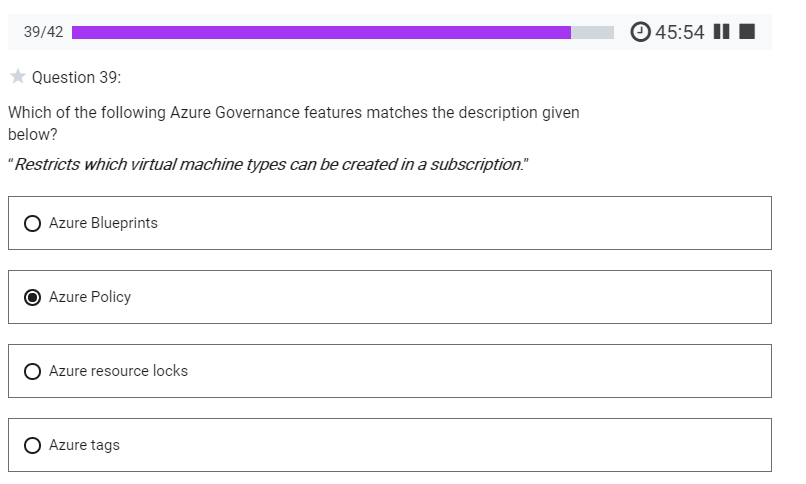 39/42
45:54
Question 39:
Which of the following Azure Governance features matches the description given
below?
“Restricts which virtual machine types can be created in a subscription.”
Azure Blueprints
Azure Policy
Azure resource locks
Azure tags